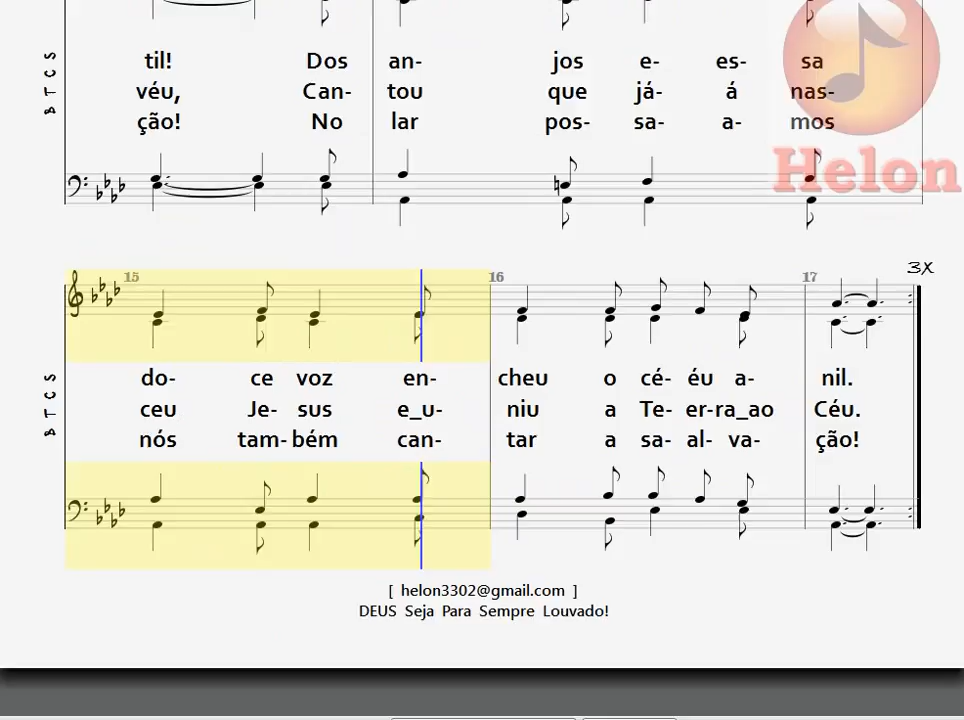 til! Dos an- jos e- es- sa
véu, Can- tou que já- á nas-
ção! No lar pos- sa- a- mos
B T C S
Helon
15 16 17 3X
do- ce voz en- cheu o cé- éu a- nil.
ceu Je- sus e_u- niu a Te- er-ra_ao Céu.
nós tam- bém can- tar a sa- al- va- ção!
B T C S
[ helon3302@gmail.com ]
DEUS Seja Para Sempre Louvado!